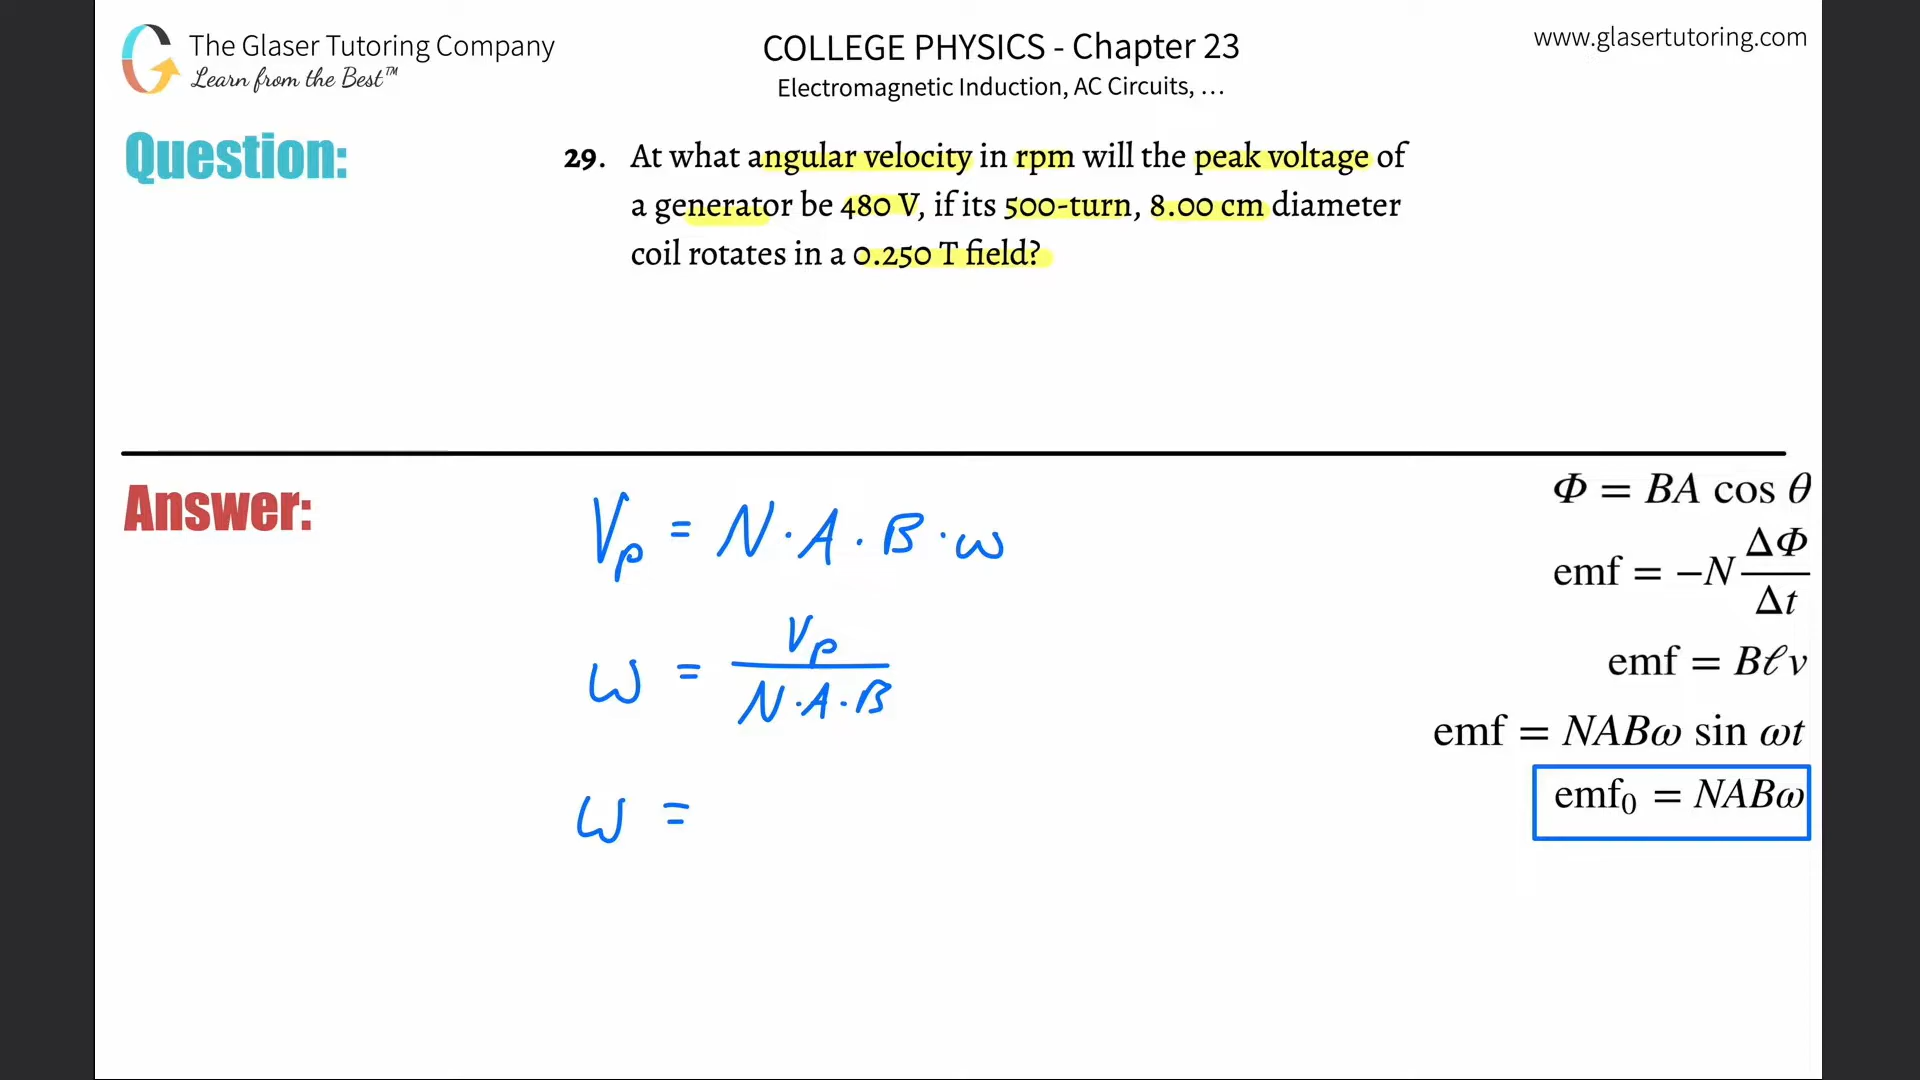 The Glaser Tutoring Company
Learn from the Best™
COLLEGE PHYSICS - Chapter 23
Electromagnetic Induction, AC Circuits, …
www.glasertutoring.com
Question:
29. At what angular velocity in rpm will the peak voltage of
a generator be 480 V, if its 500-turn, 8.00 cm diameter
coil rotates in a 0.250 T field?
Answer:
Vp = N · A · B · ω
ω = Vp / N · A · B
ω =
Φ = BA cos θ
emf = −N ΔΦ / Δt
emf = Bℓv
emf = NABω sin ωt
emf₀ = NABω